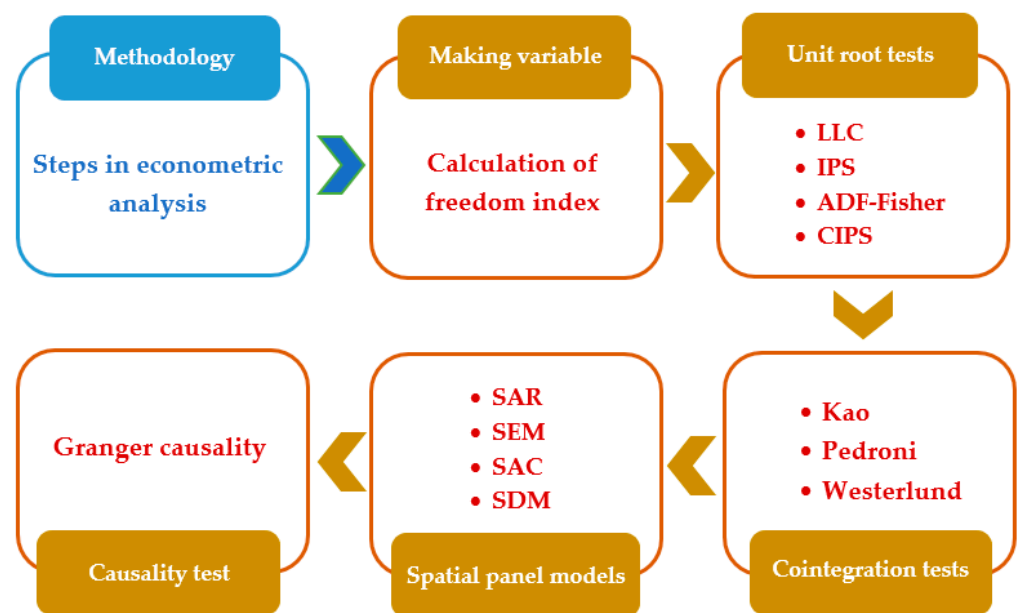 Methodology
Steps in econometric
analysis
Making variable
Calculation of
freedom index
Unit root tests
• LLC
• IPS
• ADF-Fisher
• CIPS
• Kao
• Pedroni
• Westerlund
Cointegration tests
• SAR
• SEM
• SAC
• SDM
Spatial panel models
Granger causality
Causality test